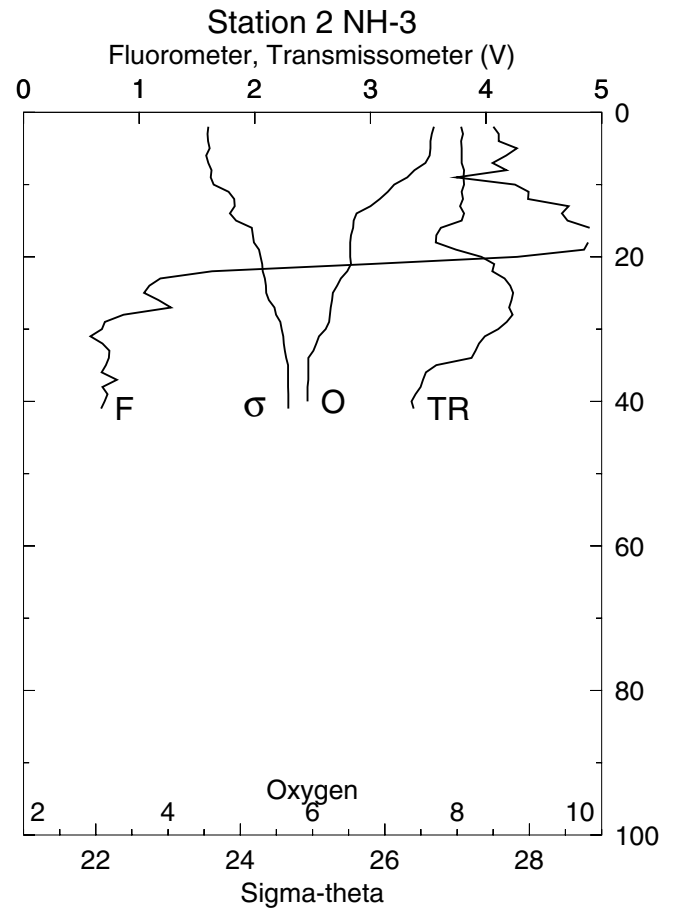 Station 2 NH-3
Fluorometer, Transmissometer (V)
0 1 2 3 4 5
0
20
F σ O TR 40
60
80
Oxygen
2 4 6 8 10
100
22 24 26 28
Sigma-theta